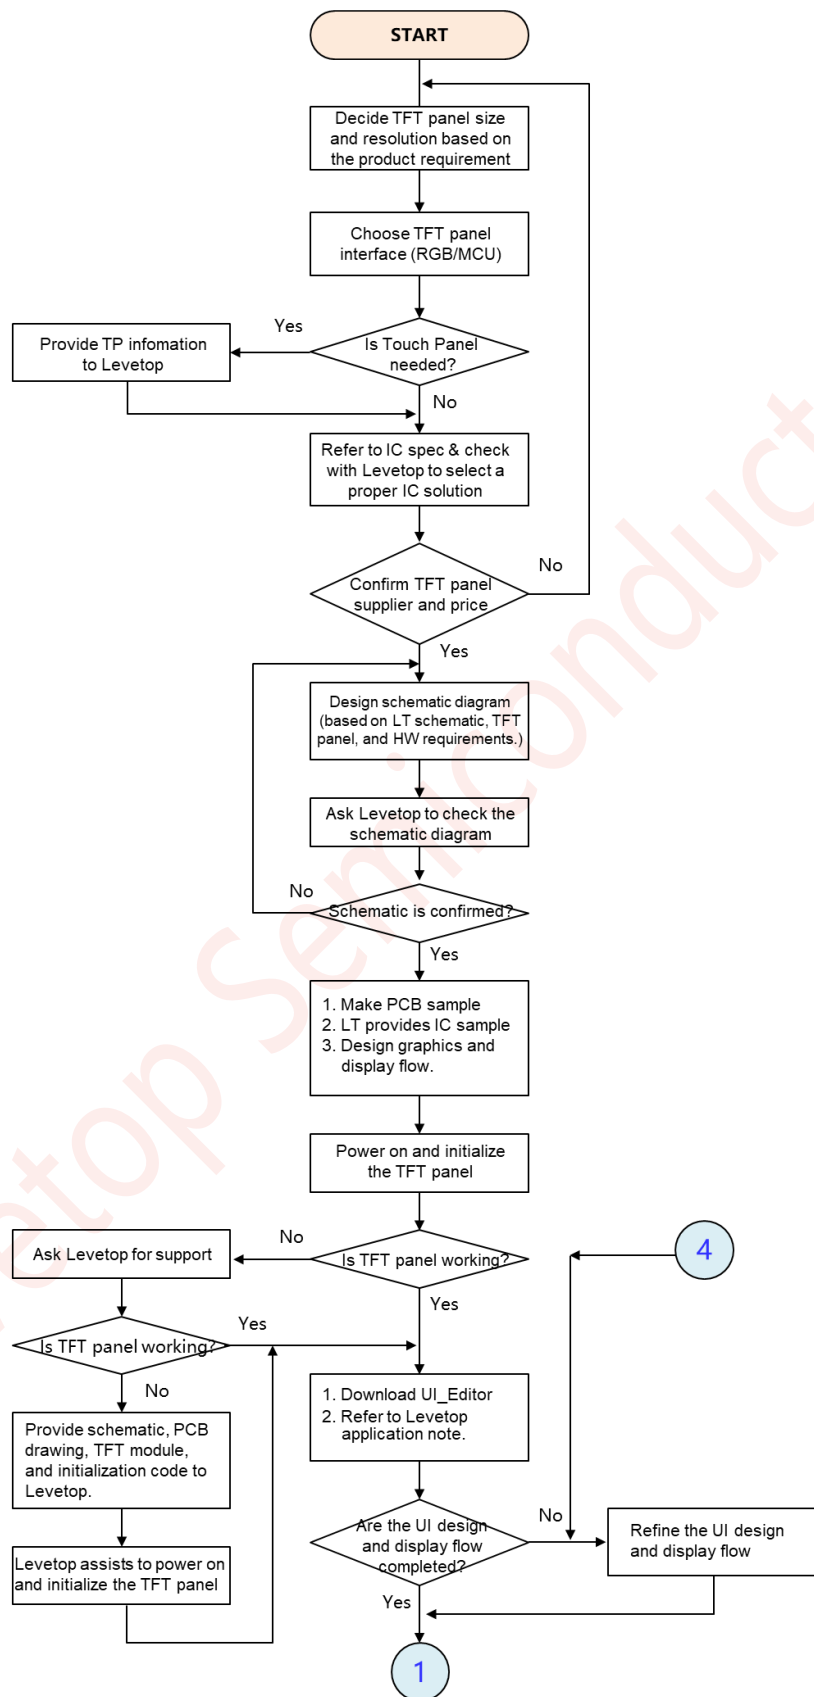 START
Decide TFT panel size
and resolution based on
the product requirement
Choose TFT panel
interface (RGB/MCU)
Yes
Is Touch Panel
needed?
Provide TP infomation
to Levetop
No
Refer to IC spec & check
with Levetop to select a
proper IC solution
No
Confirm TFT panel
supplier and price
Yes
Design schematic diagram
(based on LT schematic, TFT
panel, and HW requirements.)
Ask Levetop to check the
schematic diagram
No
Schematic is confirmed?
Yes
1. Make PCB sample
2. LT provides IC sample
3. Design graphics and
display flow.
Power on and initialize
the TFT panel
No
Is TFT panel working?
Ask Levetop for support
4
Yes
Yes
Is TFT panel working?
No
1. Download UI_Editor
2. Refer to Levetop
application note.
Provide schematic, PCB
drawing, TFT module,
and initialization code to
Levetop.
No
Are the UI design
and display flow
completed?
Refine the UI design
and display flow
Levetop assists to power on
and initialize the TFT panel
Yes
1
etop Semiconduct